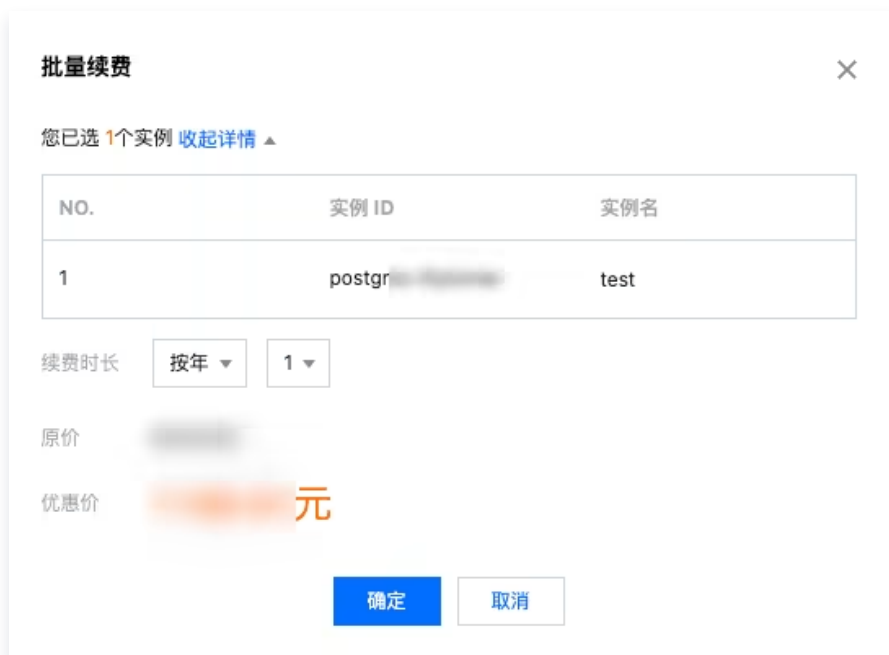 批量续费
您已选 1个实例 收起详情
NO. 实例 ID 实例名
1 postgr test
续费时长 按年 1
原价
优惠价 元
确定 取消